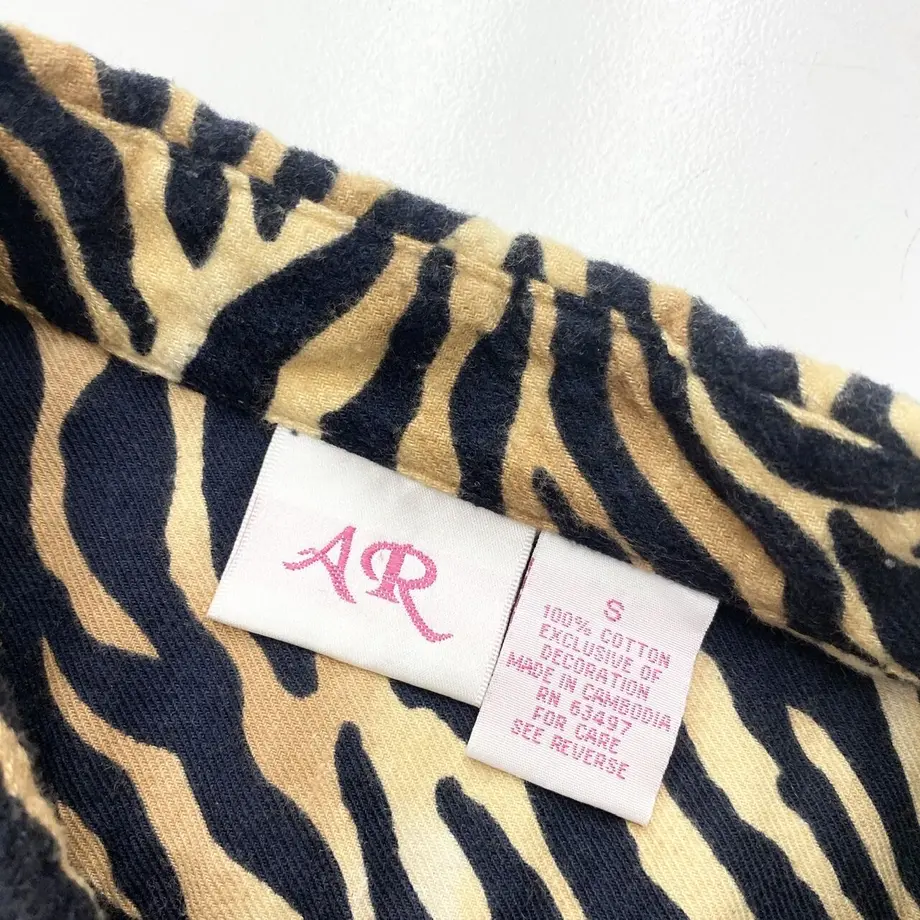 AR
S
100% COTTON
EXCLUSIVE OF
DECORATION
MADE IN CAMBODIA
RN 63497
FOR CARE
SEE REVERSE